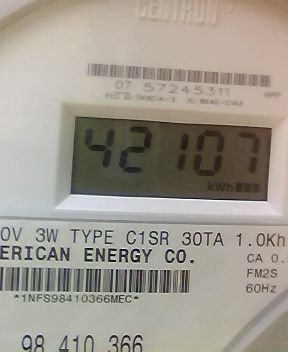 CENTRON
07 57245311
42107
kWh
0V 3W TYPE C1SR 30TA 1.0Kh
ERICAN ENERGY CO.
CA 0.
*1NFS98410366MEC*
FM2S
60Hz
98 410 366